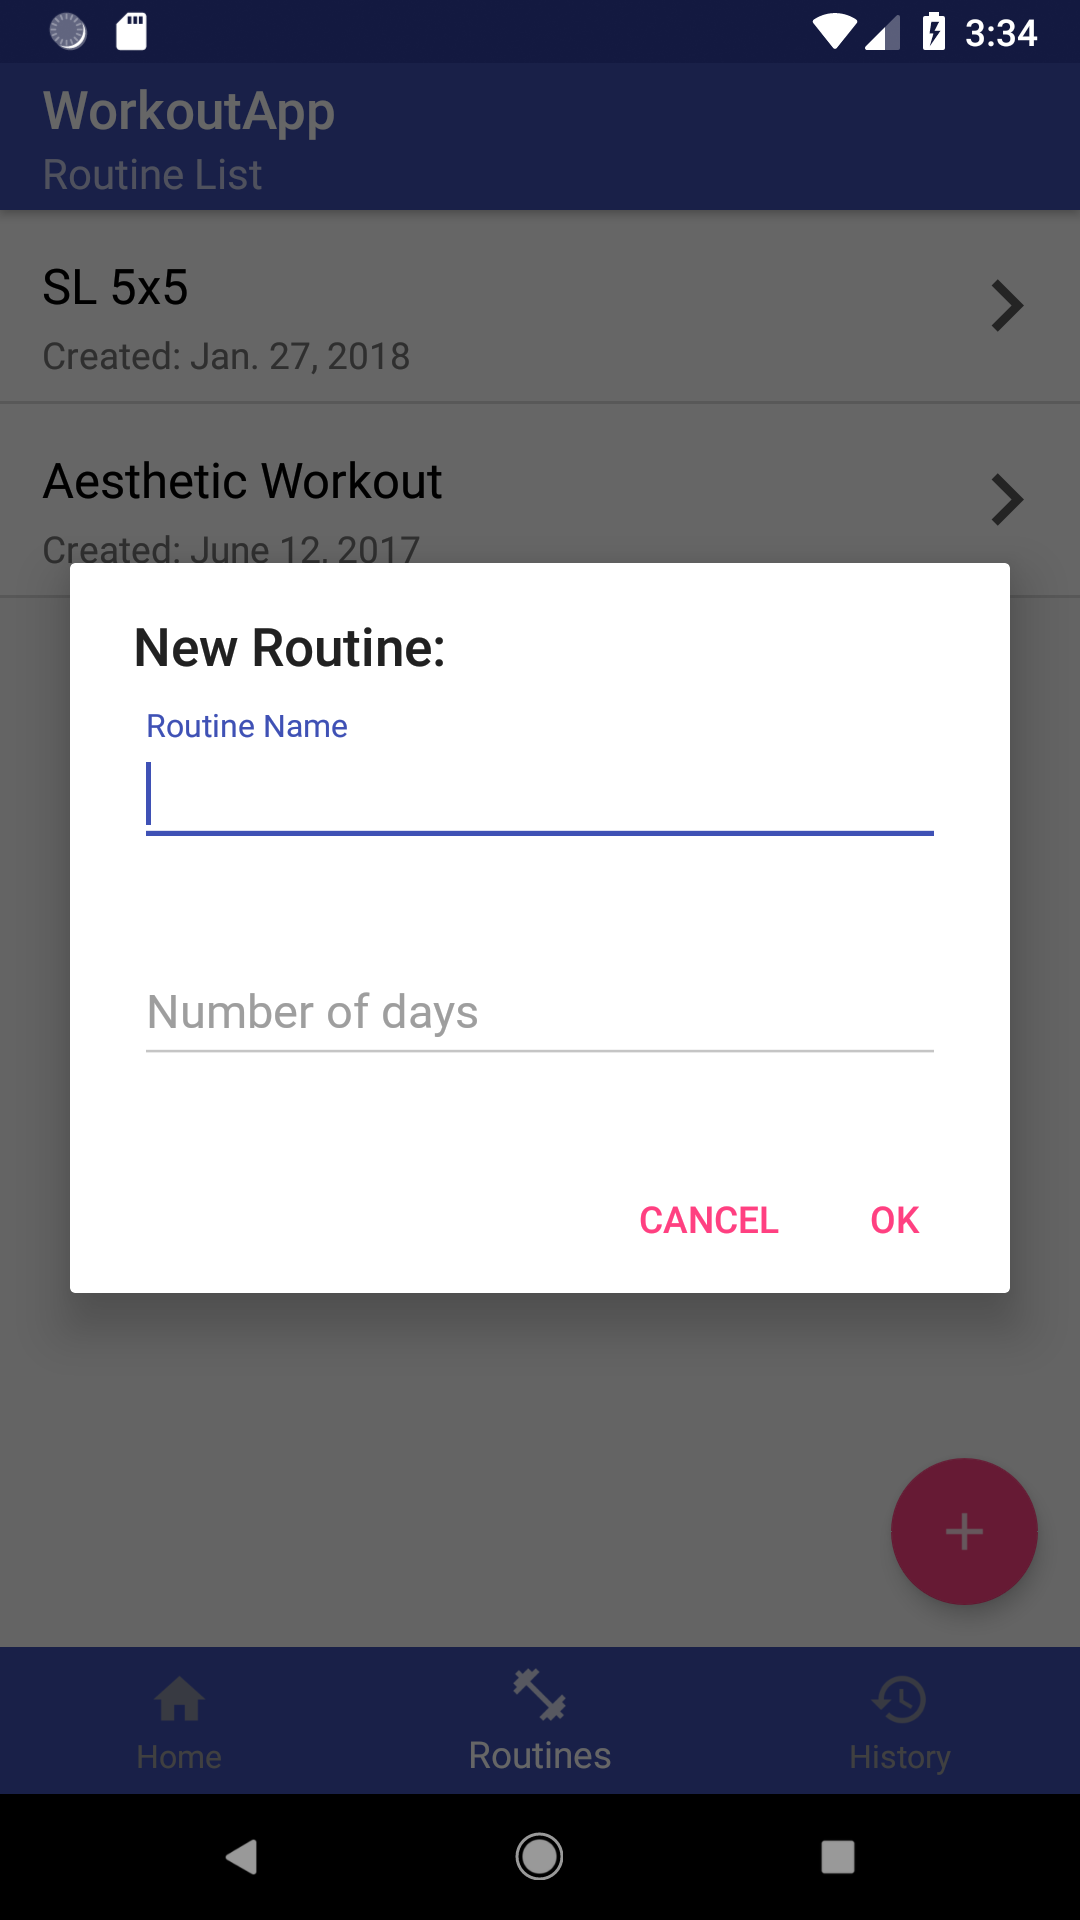 3:34
WorkoutApp
Routine List
SL 5x5
Created: Jan. 27, 2018
Aesthetic Workout
Created: June 12, 2017
New Routine:
Routine Name
Number of days
CANCEL OK
Home Routines History